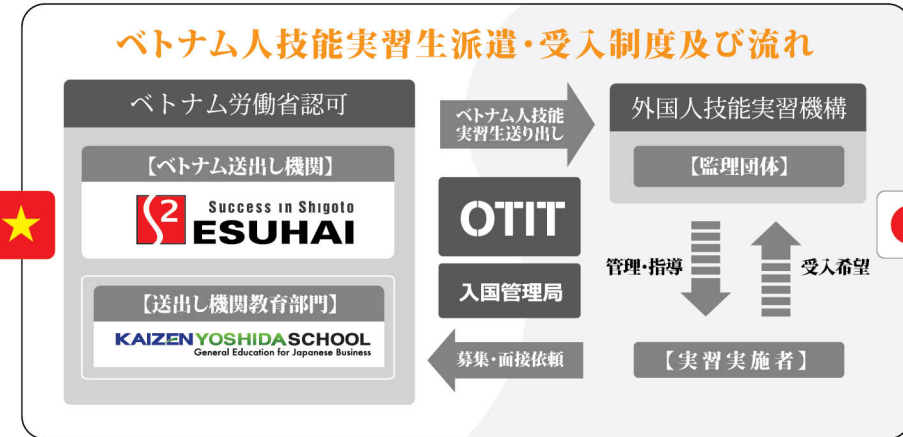 ベトナム人技能実習生派遣・受入制度及び流れ
ベトナム労働省認可
【ベトナム送出し機関】
S2
Success in Shigoto
ESUHAI
【送出し機関教育部門】
KAIZEN YOSHIDA SCHOOL
General Education for Japanese Business
ベトナム人技能
実習生送り出し
OTIT
入国管理局
募集・面接依頼
外国人技能実習機構
【監理団体】
管理・指導
受入希望
【実習実施者】